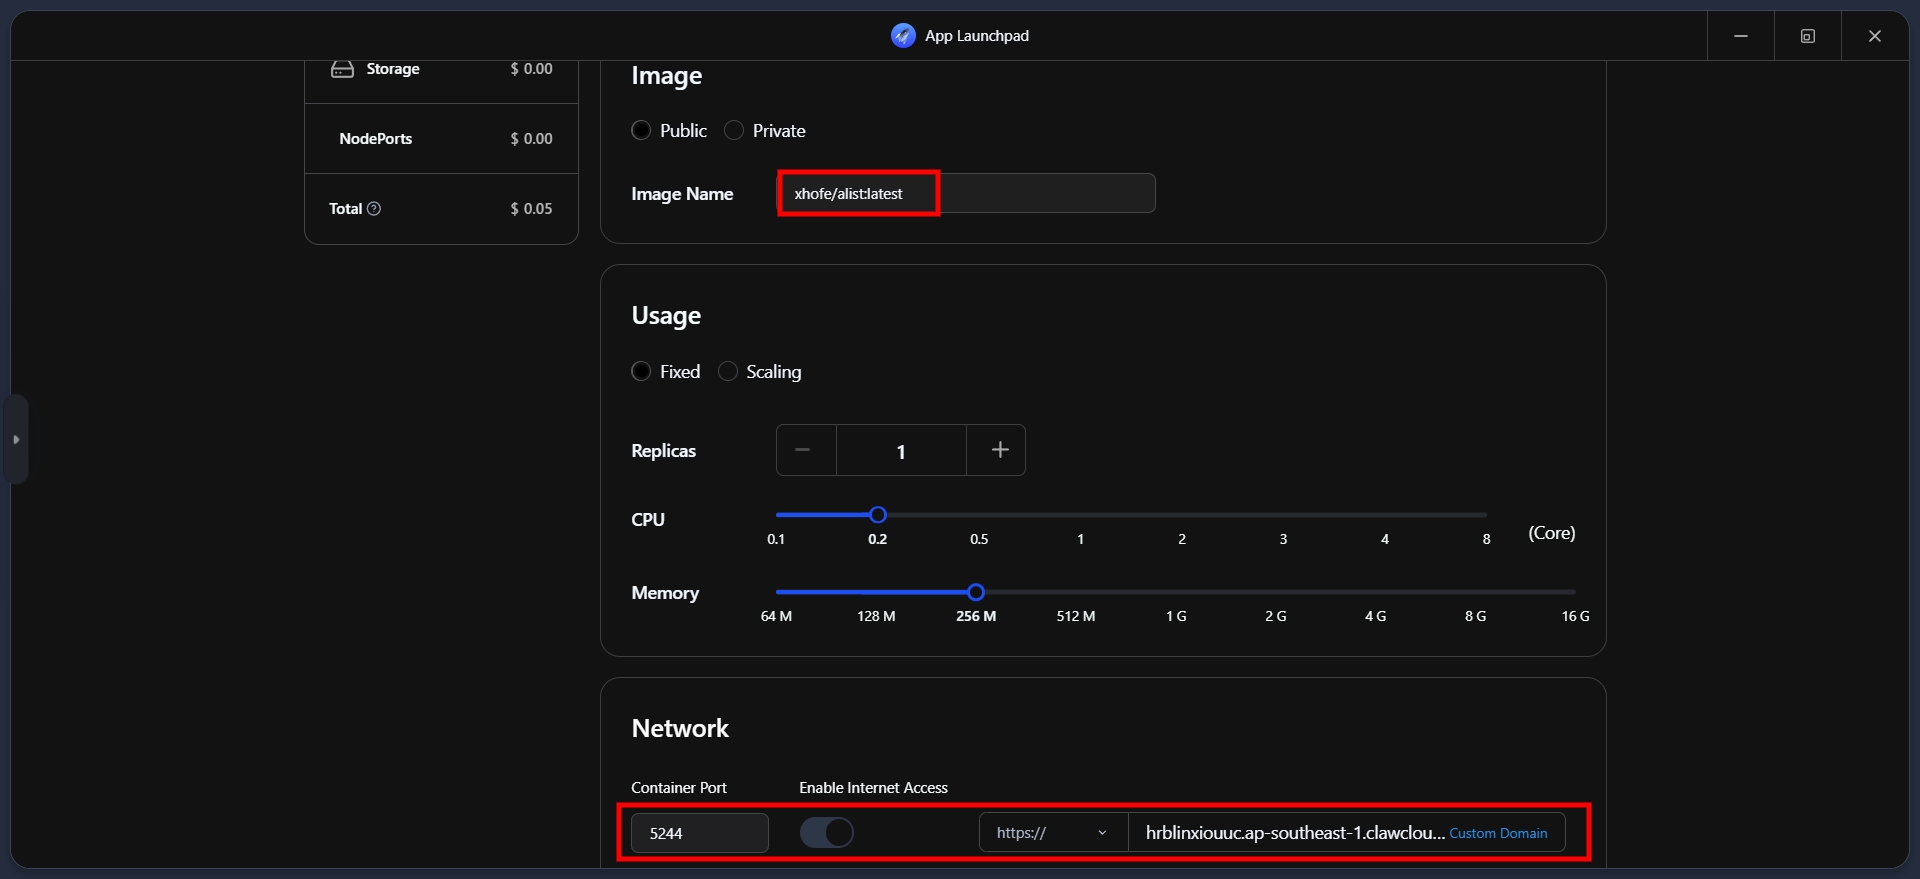 App Launchpad
Storage $ 0.00
NodePorts $ 0.00
Total $ 0.05
Image
Public Private
Image Name xhofe/alist:latest
Usage
Fixed Scaling
Replicas 1
CPU
0.1 0.2 0.5 1 2 3 4 8 (Core)
Memory
64 M 128 M 256 M 512 M 1 G 2 G 4 G 8 G 16 G
Network
Container Port Enable Internet Access
5244 https:// hrblinxiouuc.ap-southeast-1.clawclou... Custom Domain